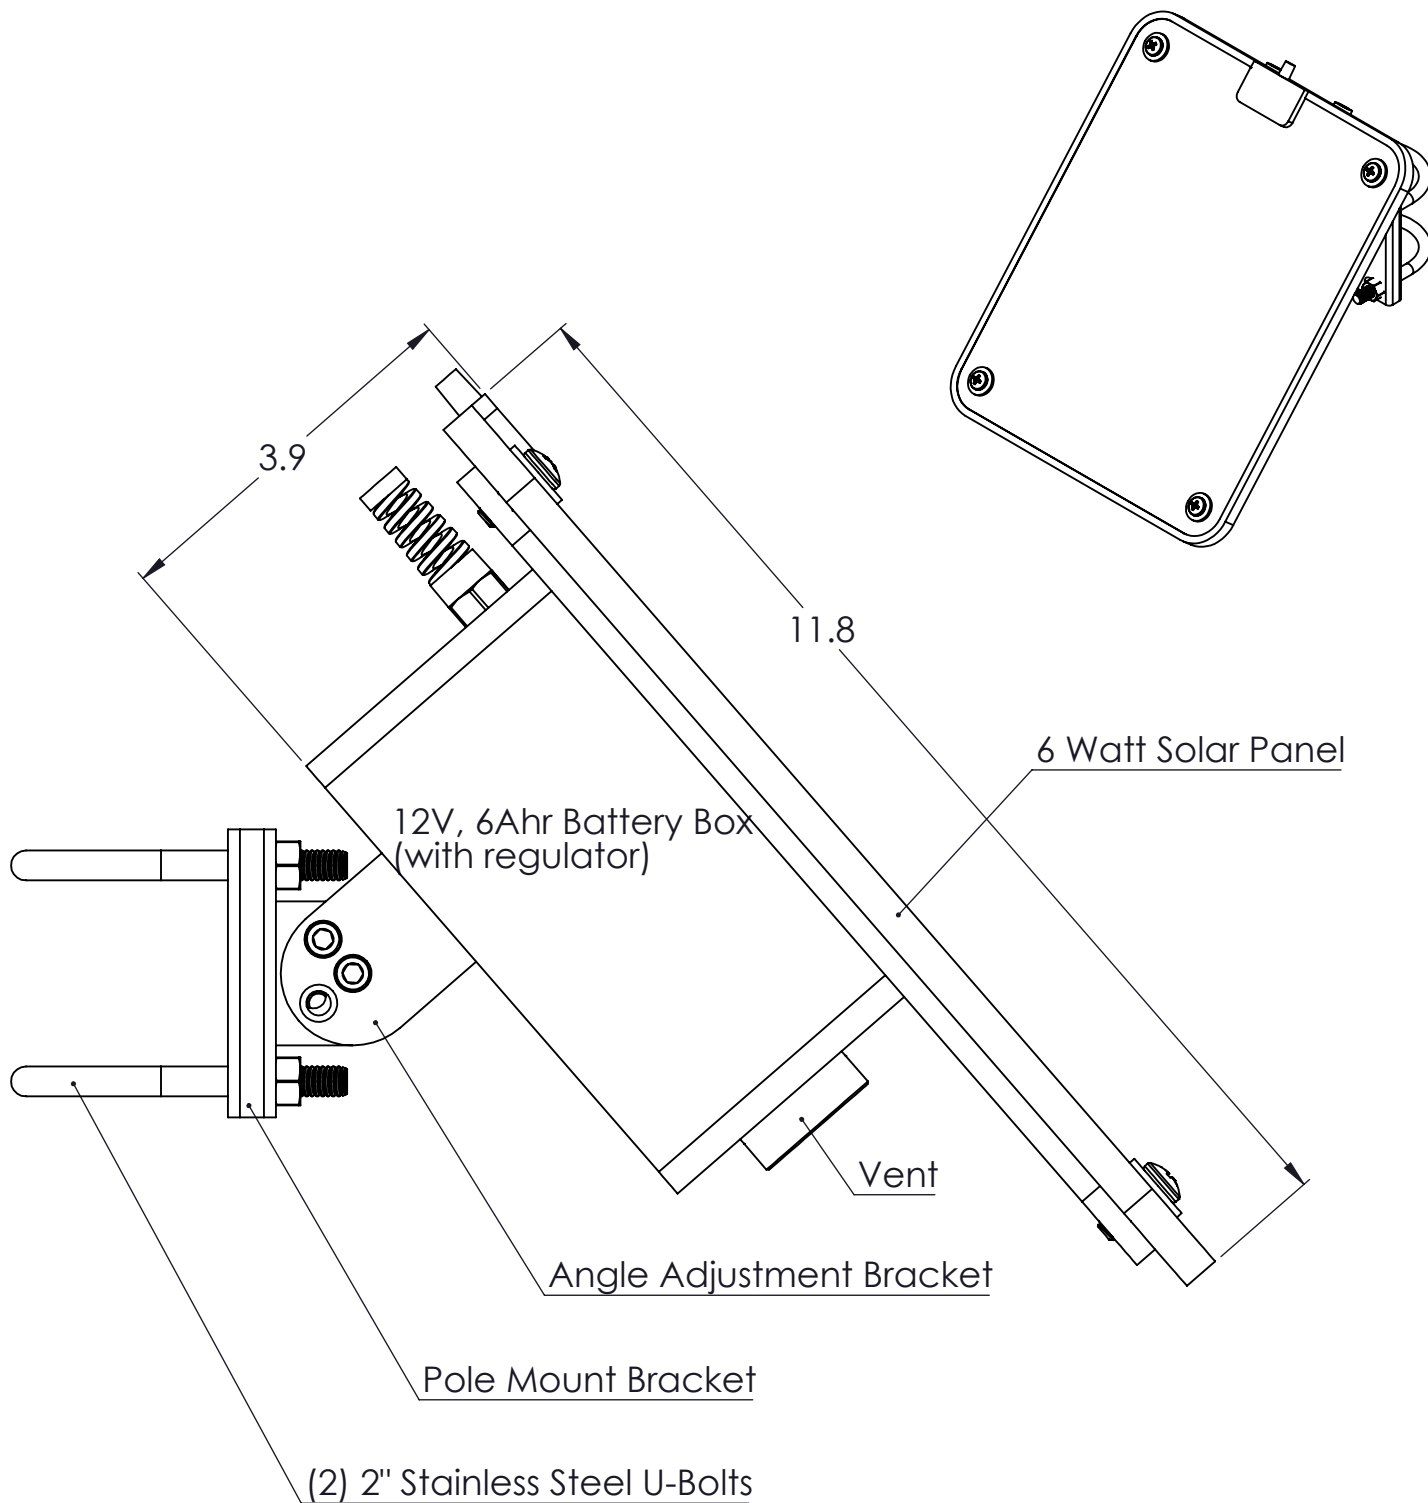 3.9
11.8
6 Watt Solar Panel
12V, 6Ahr Battery Box
(with regulator)
Vent
Angle Adjustment Bracket
Pole Mount Bracket
(2) 2" Stainless Steel U-Bolts